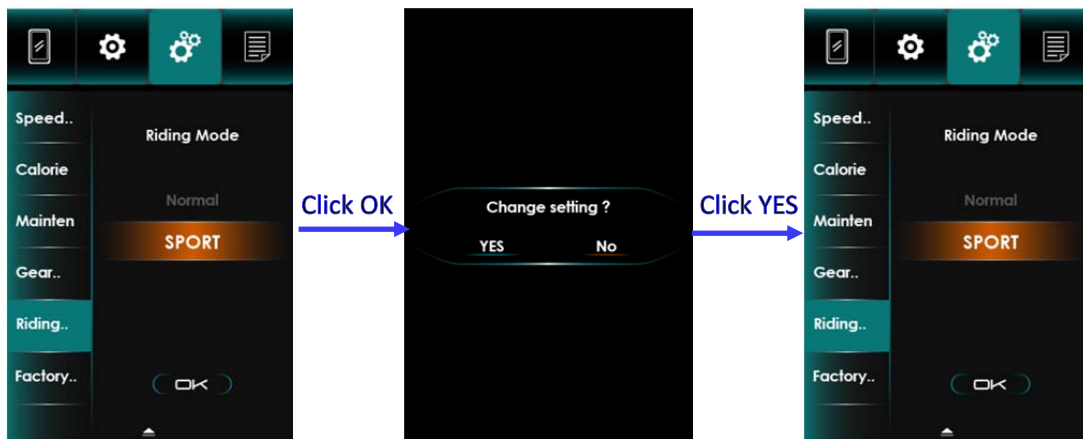 Speed..
Calorie
Mainten
Gear..
Riding..
Factory..
Riding Mode
Normal
SPORT
OK
Click OK
Change setting ?
YES No
Click YES
Speed..
Calorie
Mainten
Gear..
Riding..
Factory..
Riding Mode
Normal
SPORT
OK